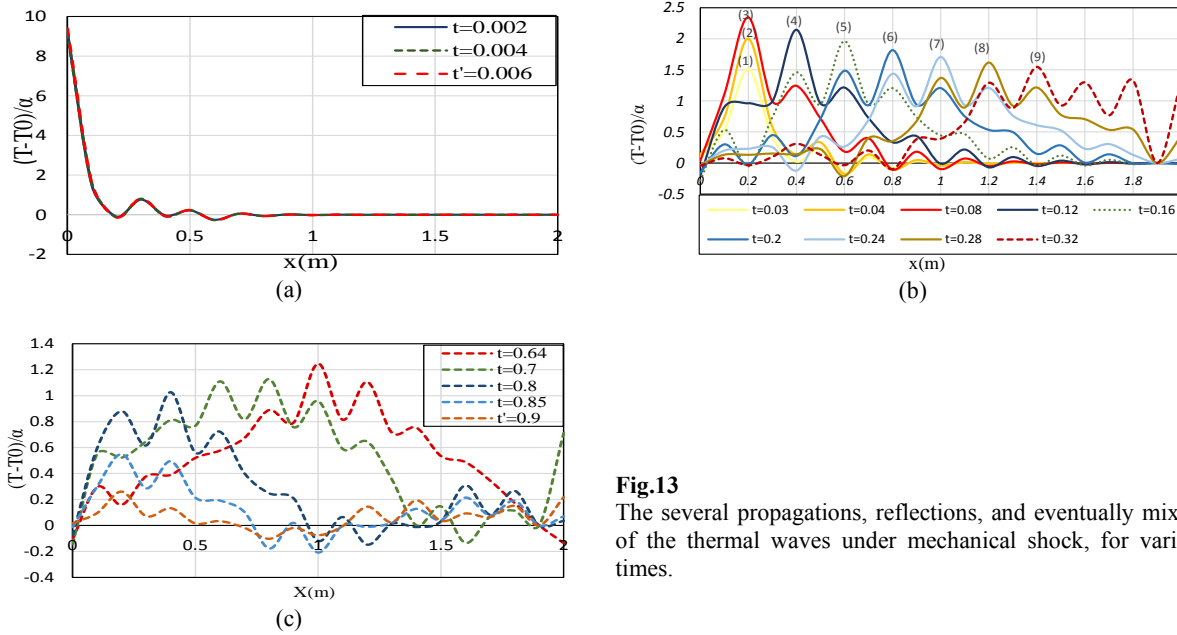 10
8
6
4
2
0
-2
(T-T0)/α
t=0.002
t=0.004
t'=0.006
0
0.5
1
1.5
2
x(m)
(a)
(b)
2.5
2
1.5
1
0.5
0
-0.5
(T-T0)/α
(1)
(2)
(3)
(4)
(5)
(6)
(7)
(8)
(9)
0
0.2
0.4
0.6
0.8
1
1.2
1.4
1.6
1.8
t=0.03
t=0.04
t=0.08
t=0.12
t=0.16
t=0.2
t=0.24
t=0.28
t=0.32
x(m)
(b)
1.4
1.2
1
0.8
0.6
0.4
0.2
0
-0.2
-0.4
(T-T0)/α
t=0.64
t=0.7
t=0.8
t=0.85
t'=0.9
0
0.5
1
1.5
2
X(m)
(c)
Fig.13
The several propagations, reflections, and eventually mix
of the thermal waves under mechanical shock, for vari
times.